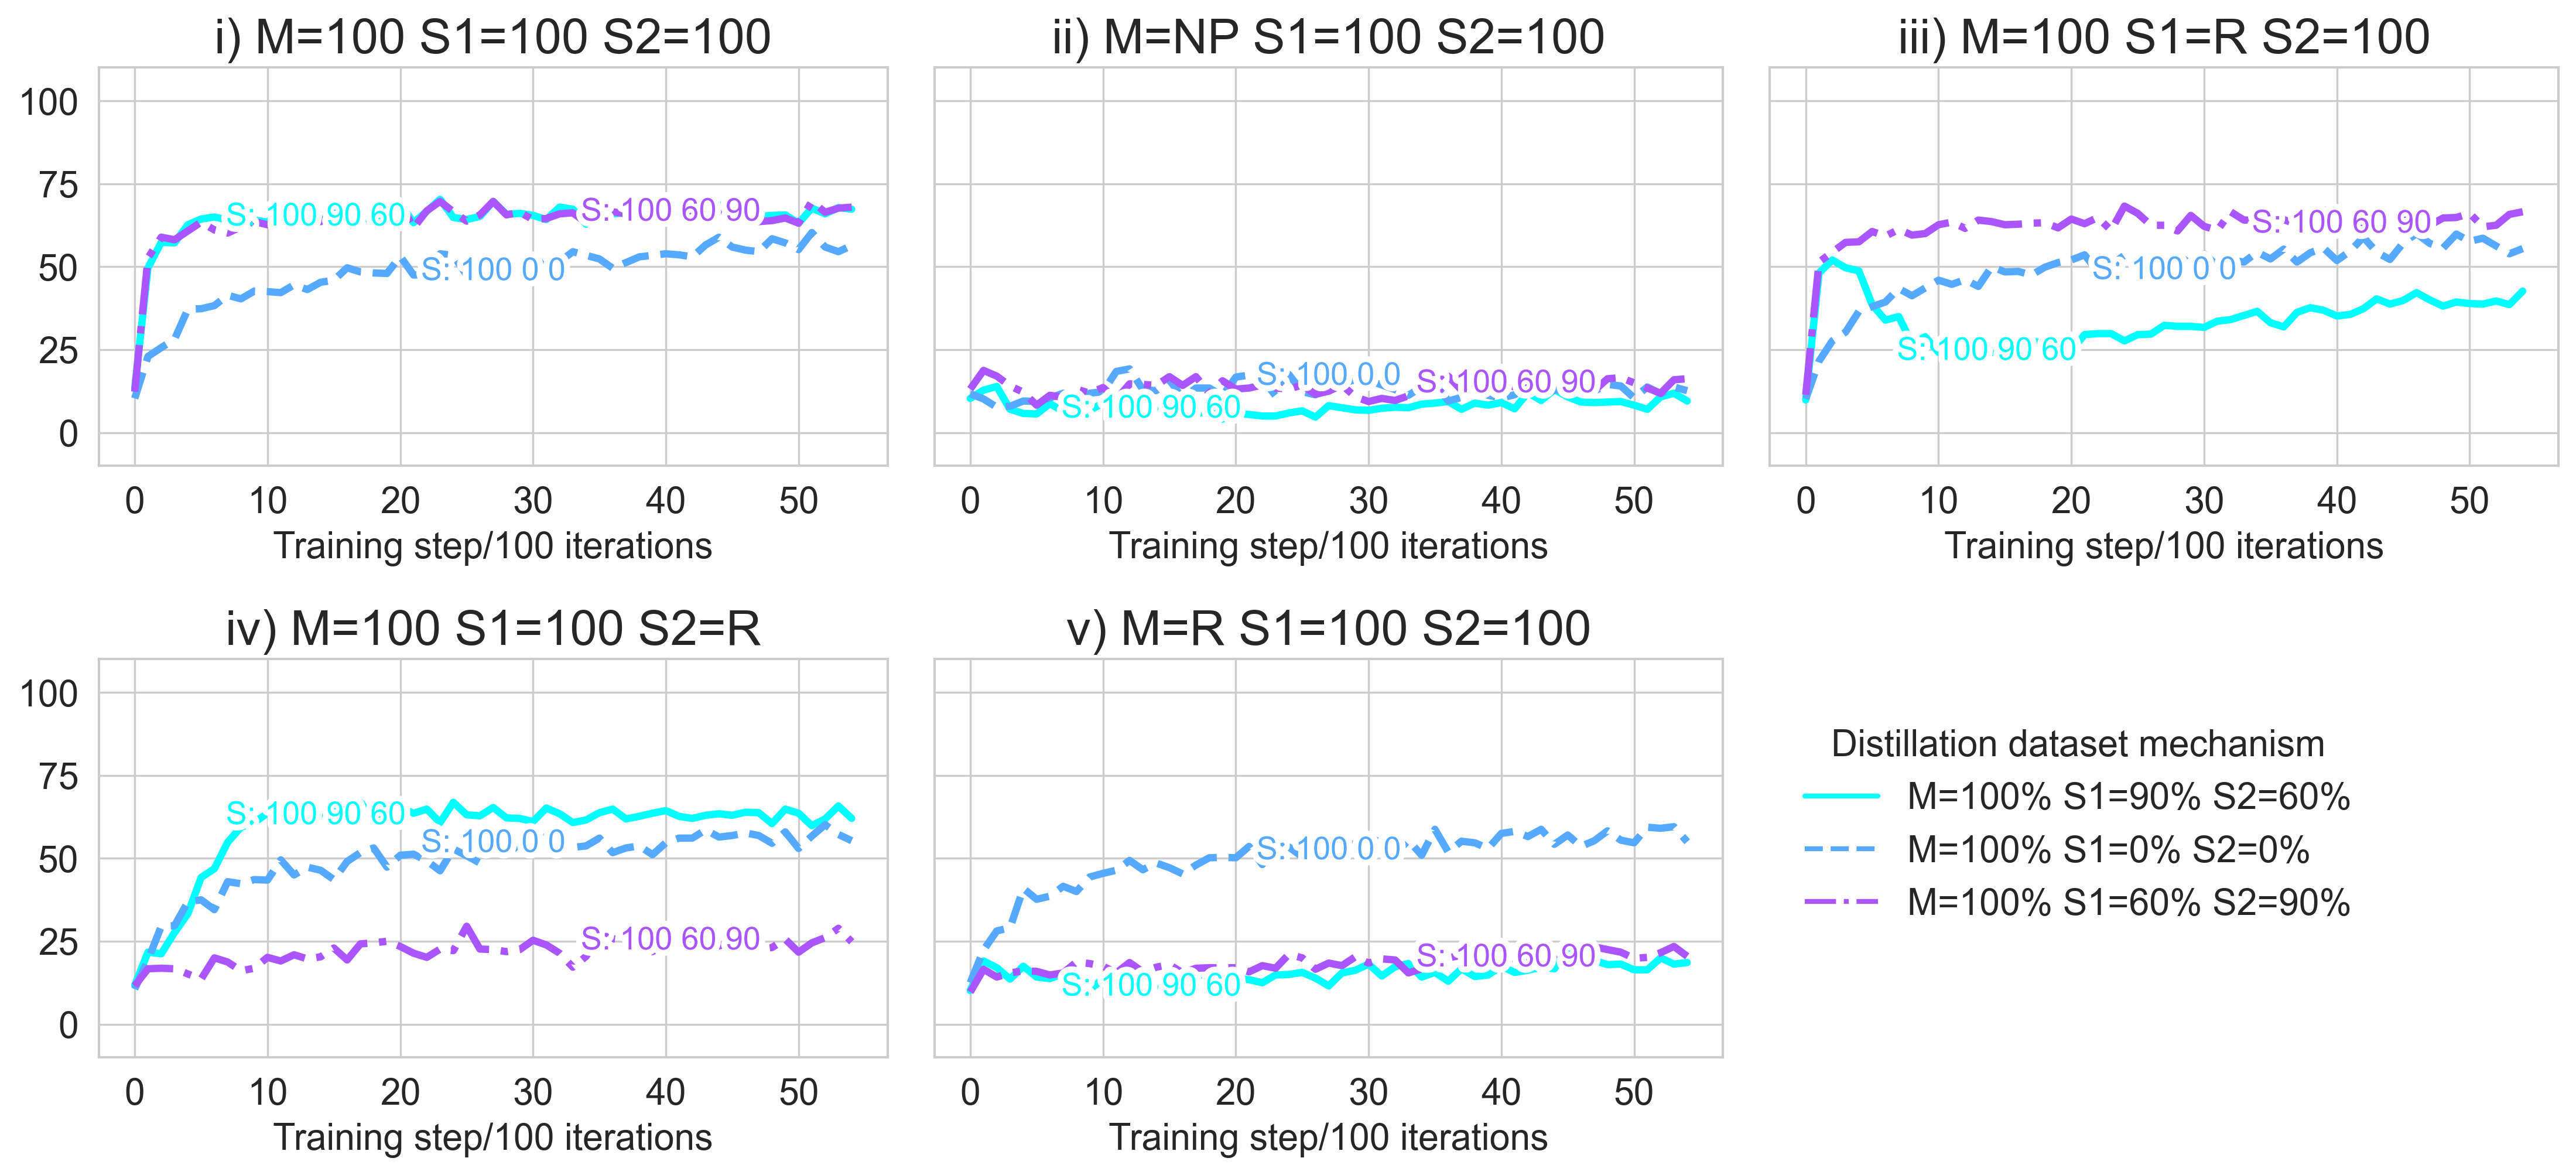 i) M=100 S1=100 S2=100
ii) M=NP S1=100 S2=100
iii) M=100 S1=R S2=100
100
75
50
25
0
S: 100 90 60
S: 100 60 90
S: 100 0 0
S: 100 0 0
S: 100 60 90
S: 100 90 60
S: 100 60 90
S: 100 0 0
S: 100 90 60
0 10 20 30 40 50
0 10 20 30 40 50
0 10 20 30 40 50
Training step/100 iterations
Training step/100 iterations
Training step/100 iterations
iv) M=100 S1=100 S2=R
v) M=R S1=100 S2=100
100
75
50
25
0
S: 100 90 60
S: 100 0 0
S: 100 60 90
S: 100 0 0
S: 100 60 90
S: 100 90 60
0 10 20 30 40 50
0 10 20 30 40 50
Training step/100 iterations
Training step/100 iterations
Distillation dataset mechanism
M=100% S1=90% S2=60%
M=100% S1=0% S2=0%
M=100% S1=60% S2=90%